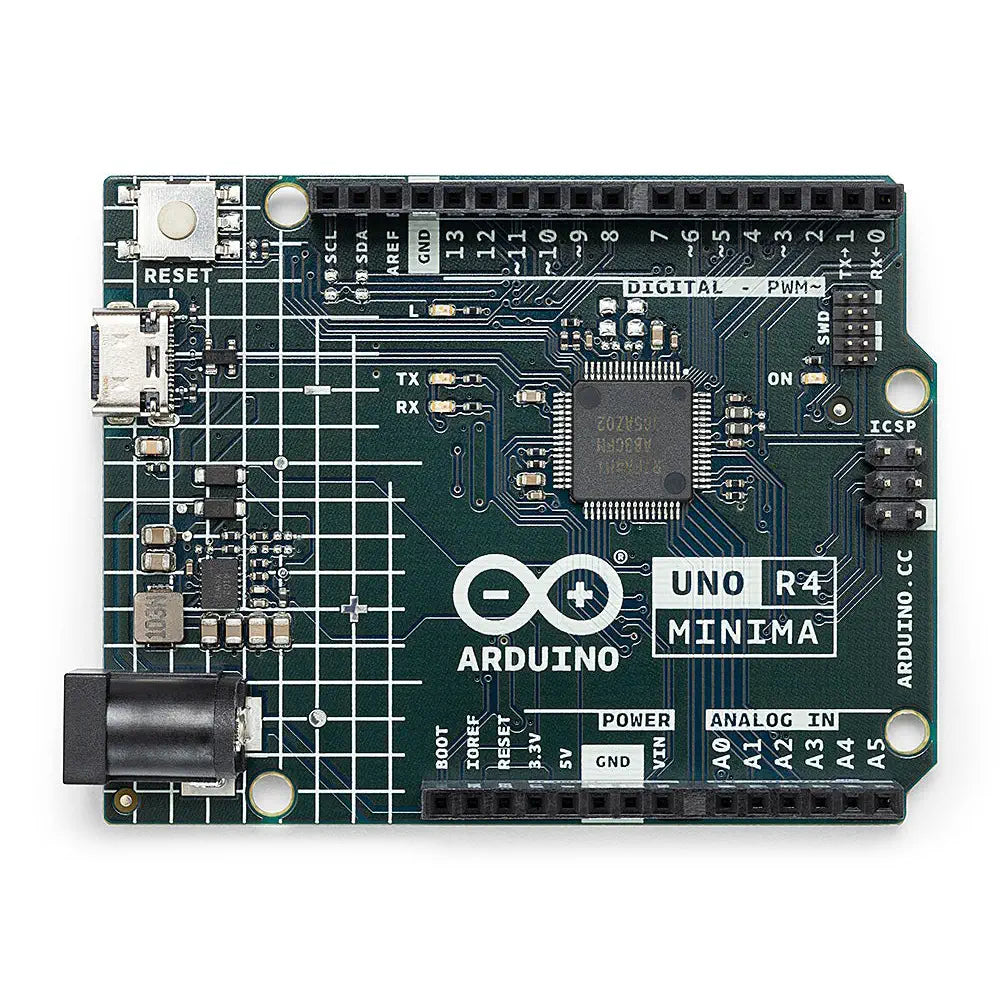 RESET
SCL
SDA
AREF
GND
13
12
~11
~10
~9
8
7
~6
~5
4
~3
2
TX→1
RX←0
DIGITAL - PWM~
L
TX
RX
SWD
ON
ICSP
103N
®
ARDUINO
UNO R4
MINIMA
ARDUINO.CC
POWER
ANALOG IN
BOOT
IOREF
RESET
3.3V
5V
GND
VIN
A0
A1
A2
A3
A4
A5